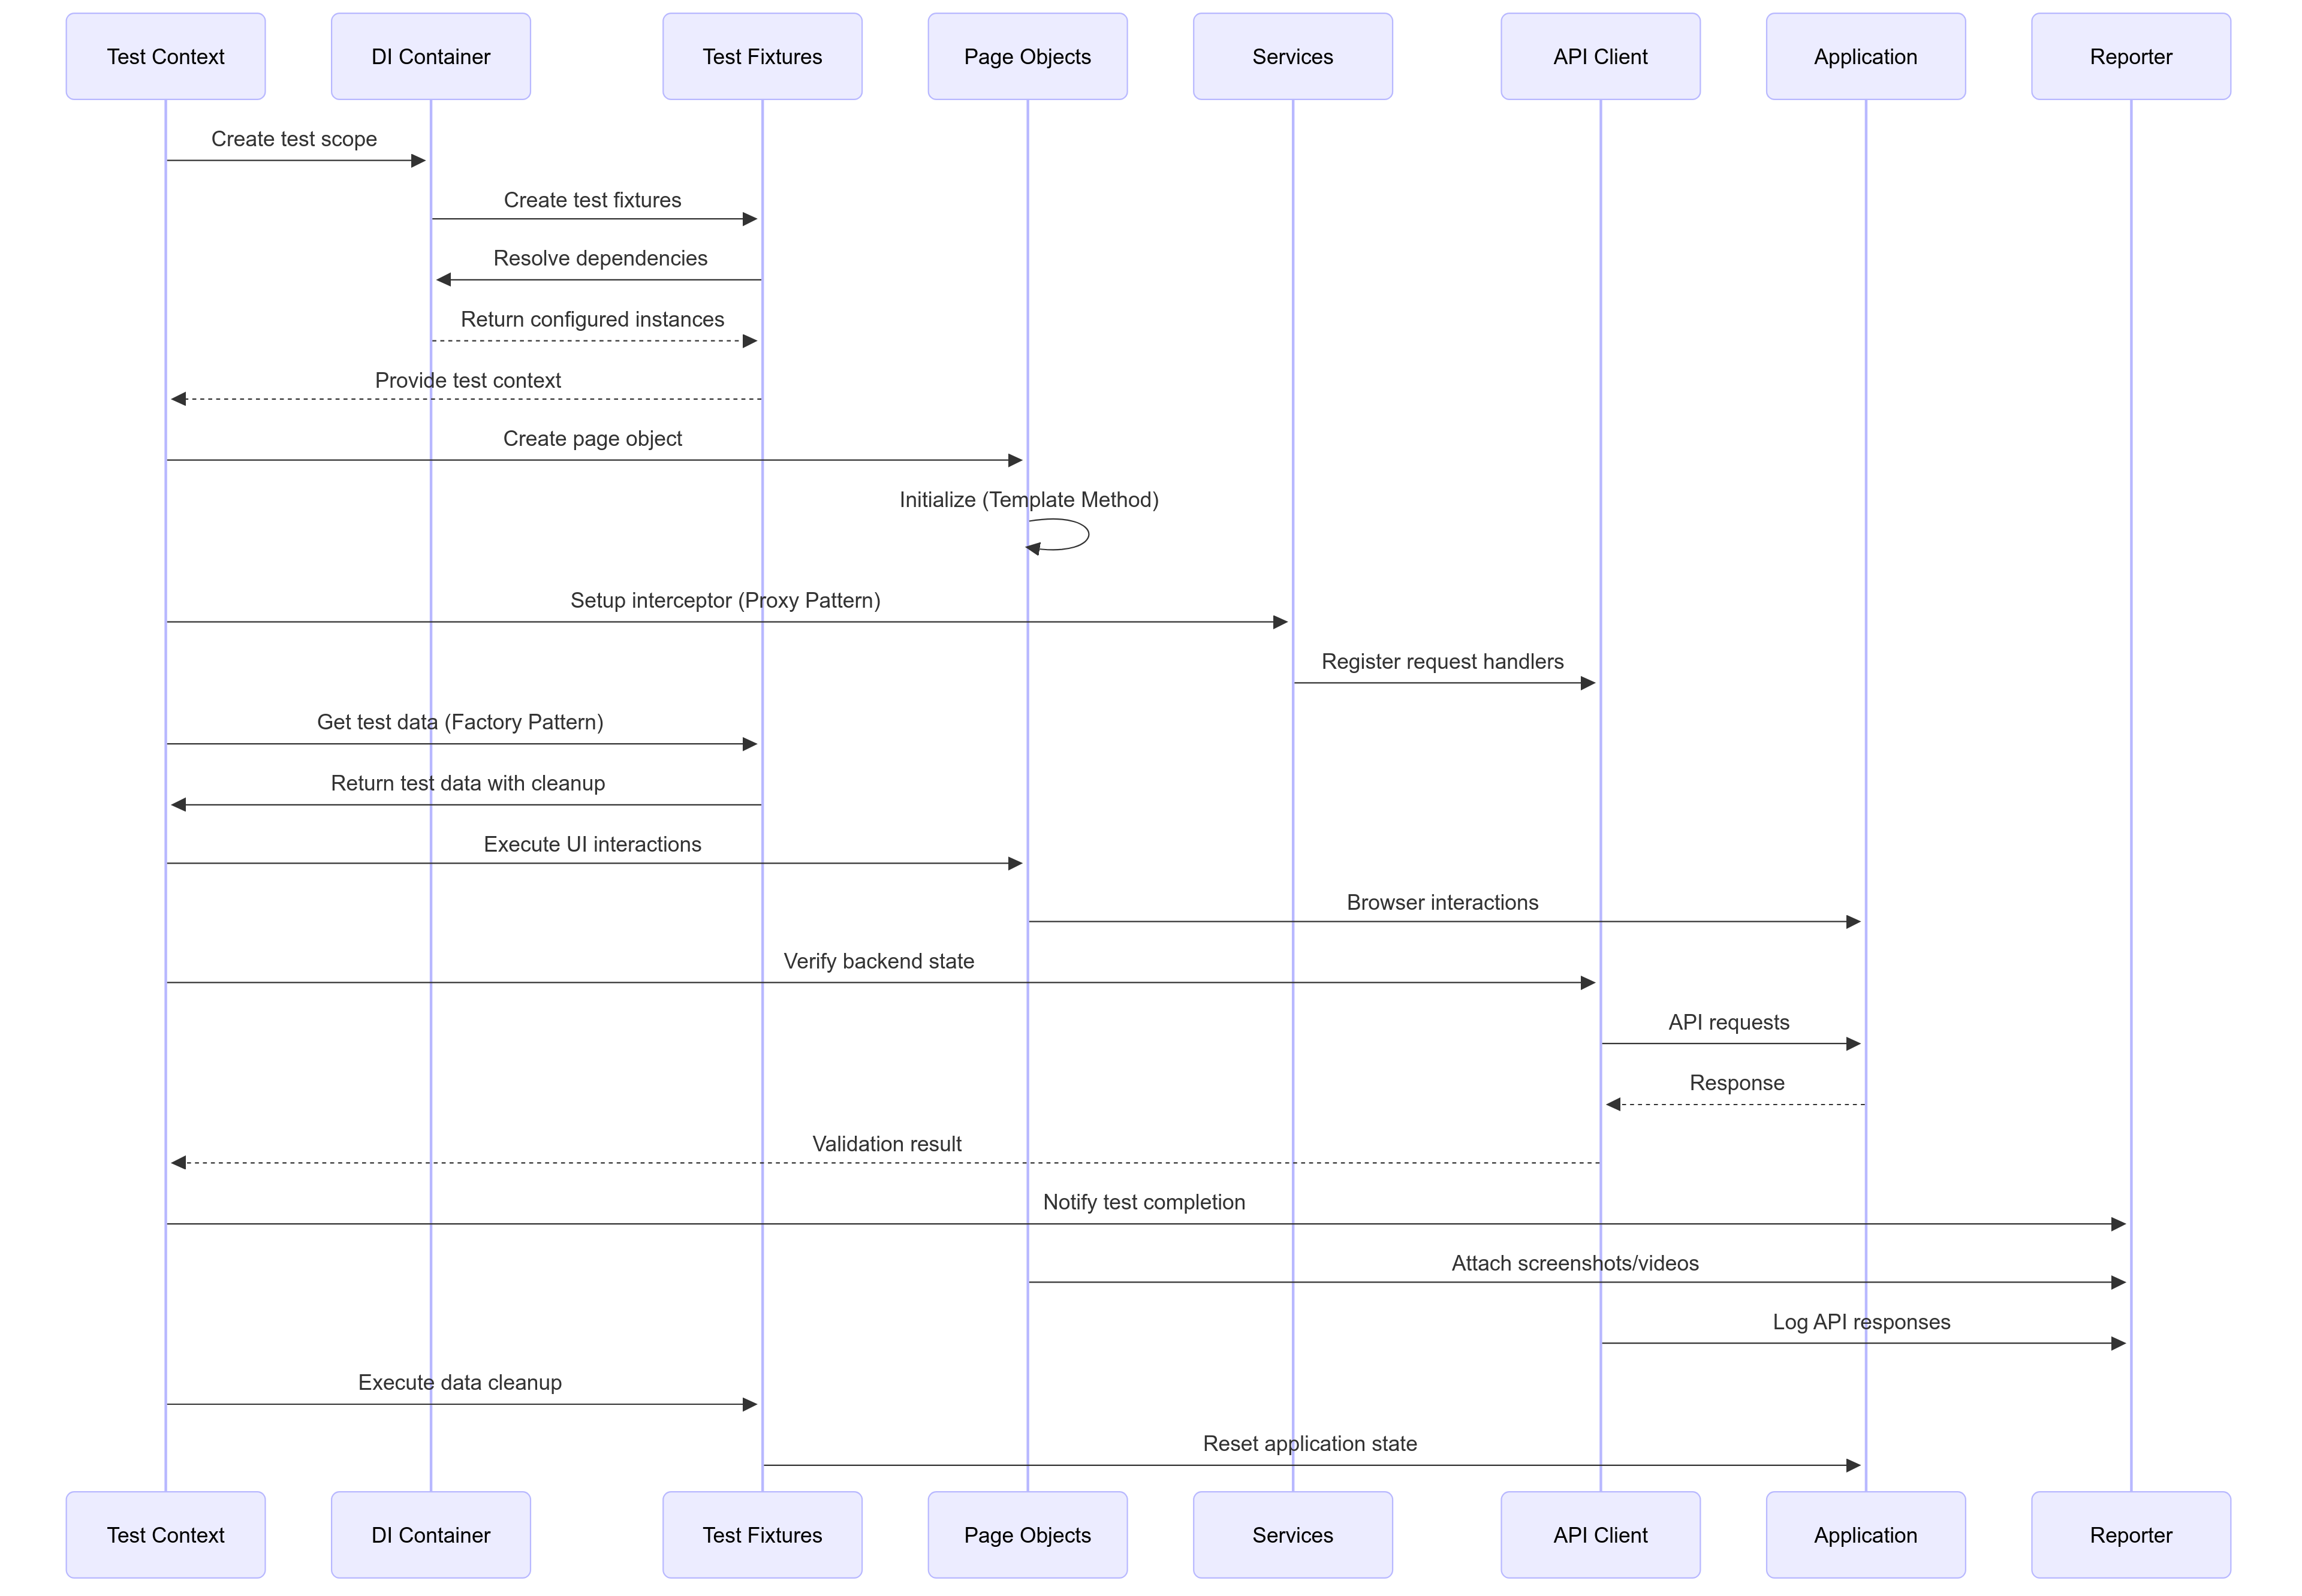 Test Context
DI Container
Test Fixtures
Page Objects
Services
API Client
Application
Reporter
Create test scope
Create test fixtures
Resolve dependencies
Return configured instances
Provide test context
Create page object
Initialize (Template Method)
Setup interceptor (Proxy Pattern)
Register request handlers
Get test data (Factory Pattern)
Return test data with cleanup
Execute UI interactions
Browser interactions
Verify backend state
API requests
Response
Validation result
Notify test completion
Attach screenshots/videos
Log API responses
Execute data cleanup
Reset application state
Test Context
DI Container
Test Fixtures
Page Objects
Services
API Client
Application
Reporter